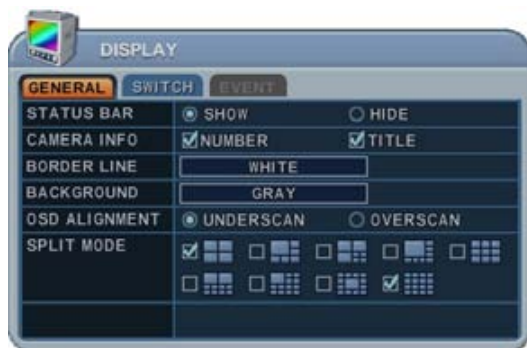 DISPLAY
GENERAL SWITCH EVENT
STATUS BAR SHOW HIDE
CAMERA INFO NUMBER TITLE
BORDER LINE WHITE
BACKGROUND GRAY
OSD ALIGNMENT UNDERSCAN OVERSCAN
SPLIT MODE